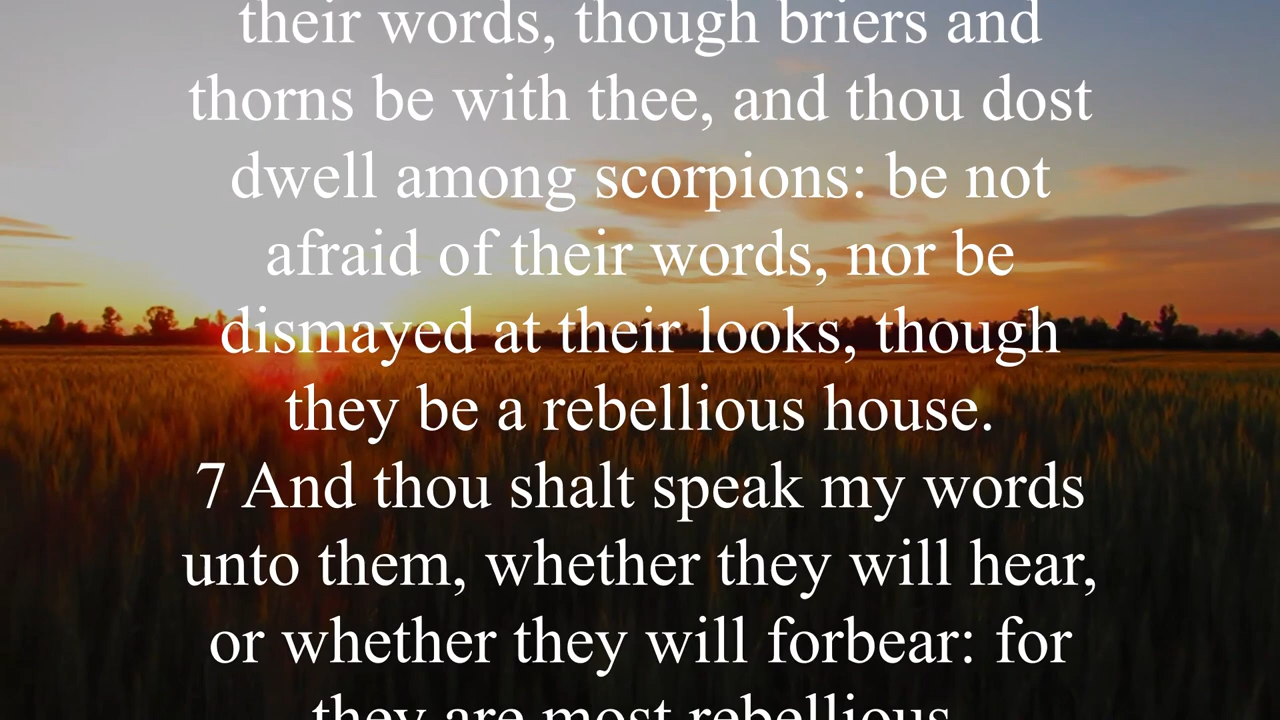 their words, though briers and
thorns be with thee, and thou dost
dwell among scorpions: be not
afraid of their words, nor be
dismayed at their looks, though
they be a rebellious house.
7 And thou shalt speak my words
unto them, whether they will hear,
or whether they will forbear: for
they are most rebellious.